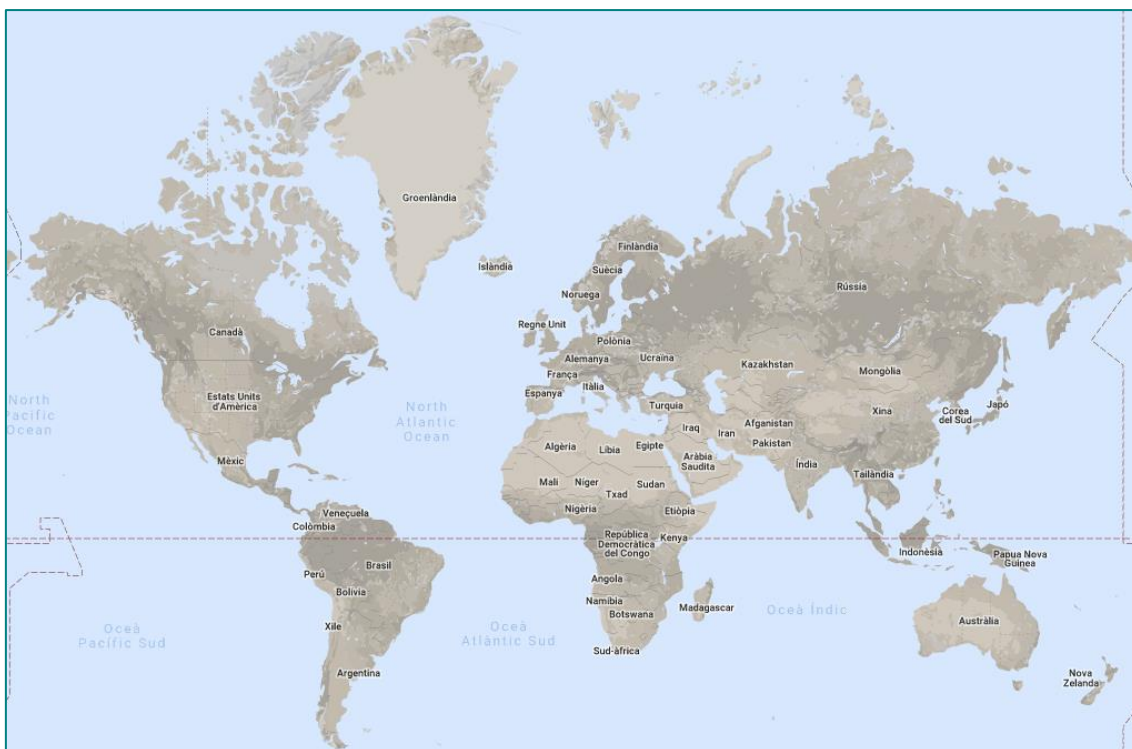 Groenlàndia
Islàndia
Finlàndia
Suècia
Noruega
Rússia
Regne Unit
Polònia
Alemanya
Ucraïna
França
Itàlia
Espanya
Turquia
Kazakhstan
Mongòlia
Canadà
Estats Units
d'Amèrica
Mèxic
North
Pacific
Ocean
North
Atlantic
Ocean
Algèria
Líbia
Egipte
Iraq
Iran
Afganistan
Pakistan
Aràbia
Saudita
Xina
Corea
del Sud
Japó
Índia
Tailàndia
Mali
Níger
Txad
Sudan
Nigèria
Etiòpia
Veneçuela
Colòmbia
República
Democràtica
del Congo
Kenya
Indonèsia
Papua Nova
Guinea
Perú
Brasil
Bolívia
Angola
Namíbia
Botswana
Madagascar
Oceà Índic
Xile
Oceà
Pacífic Sud
Oceà
Atlàntic Sud
Sud-àfrica
Austràlia
Argentina
Nova
Zelanda